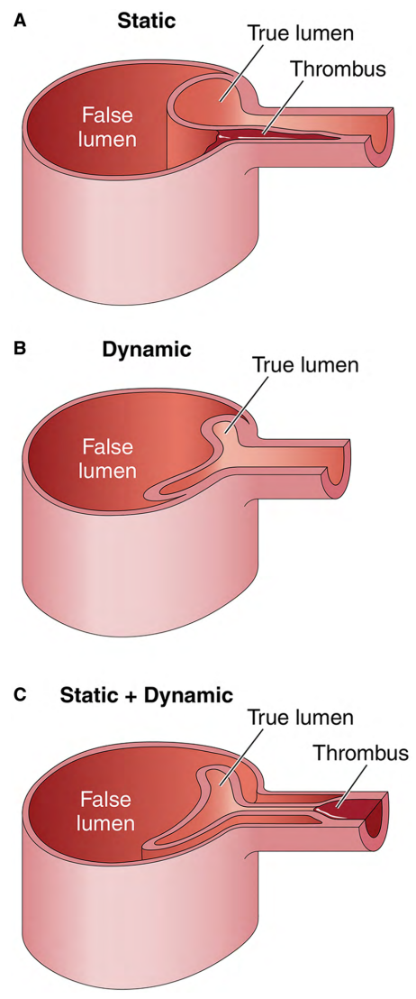 A
Static
True lumen
Thrombus
False
lumen
B
Dynamic
True lumen
False
lumen
C
Static + Dynamic
True lumen
Thrombus
False
lumen